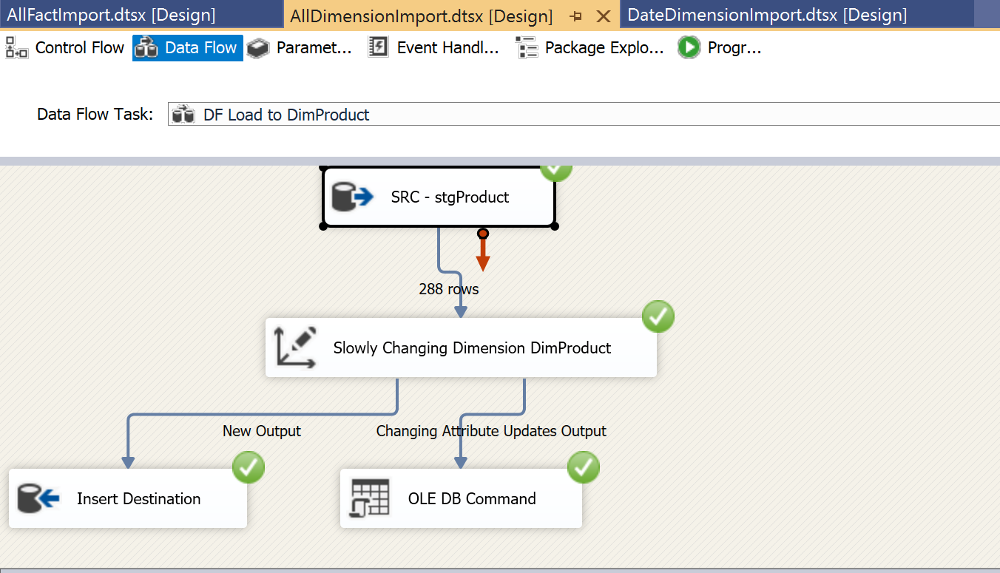 AllFactImport.dtsx [Design] AllDimensionImport.dtsx [Design] DateDimensionImport.dtsx [Design]
Control Flow Data Flow Paramet... Event Handl... Package Explo... Progr...
Data Flow Task: DF Load to DimProduct
SRC - stgProduct
288 rows
Slowly Changing Dimension DimProduct
New Output Changing Attribute Updates Output
Insert Destination OLE DB Command